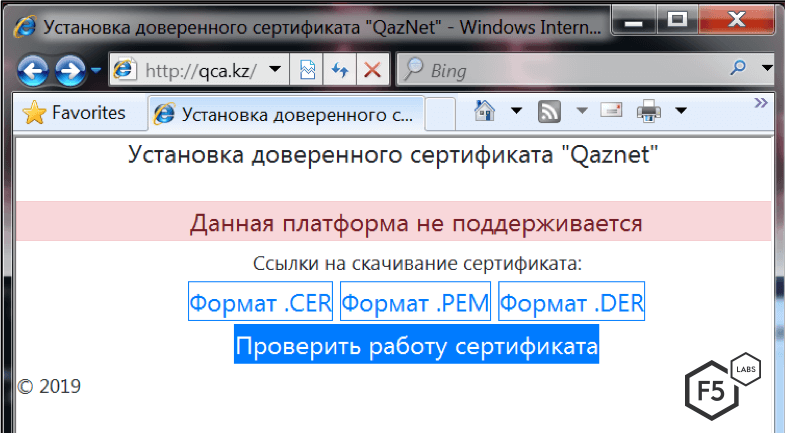 Установка доверенного сертификата "QazNet" - Windows Intern...
http://qca.kz/
Bing
Favorites
Установка доверенного с...
»
Установка доверенного сертификата "Qaznet"
Данная платформа не поддерживается
Ссылки на скачивание сертификата:
Формат .CER Формат .PEM Формат .DER
Проверить работу сертификата
© 2019
F5 LABS